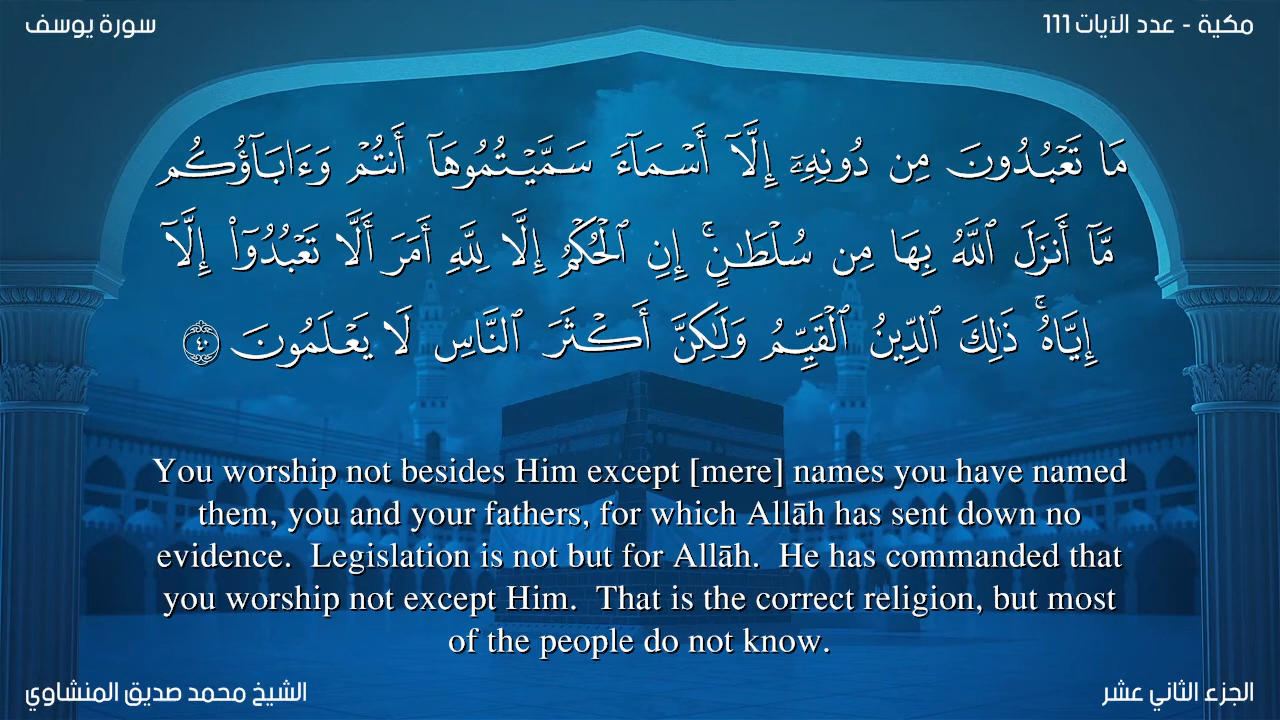 سورة يوسف
مكية - عدد الآيات 111
مَا تَعْبُدُونَ مِن دُونِهِۦٓ إِلَّآ أَسْمَآءً سَمَّيْتُمُوهَآ أَنتُمْ وَءَابَآؤُكُم
مَّآ أَنزَلَ ٱللَّهُ بِهَا مِن سُلْطَـٰنٍ ۚ إِنِ ٱلْحُكْمُ إِلَّا لِلَّهِ أَمَرَ أَلَّا تَعْبُدُوٓا۟ إِلَّآ
إِيَّاهُ ۚ ذَٰلِكَ ٱلدِّينُ ٱلْقَيِّمُ وَلَـٰكِنَّ أَكْثَرَ ٱلنَّاسِ لَا يَعْلَمُونَ ٤٠
You worship not besides Him except [mere] names you have named
them, you and your fathers, for which Allāh has sent down no
evidence.  Legislation is not but for Allāh.  He has commanded that
you worship not except Him.  That is the correct religion, but most
of the people do not know.
الشيخ محمد صديق المنشاوي
الجزء الثاني عشر